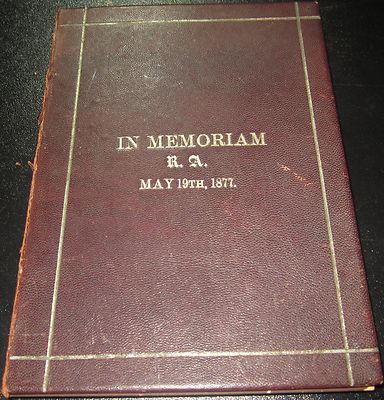 IN MEMORIAM
R. A.
MAY 19TH, 1877.